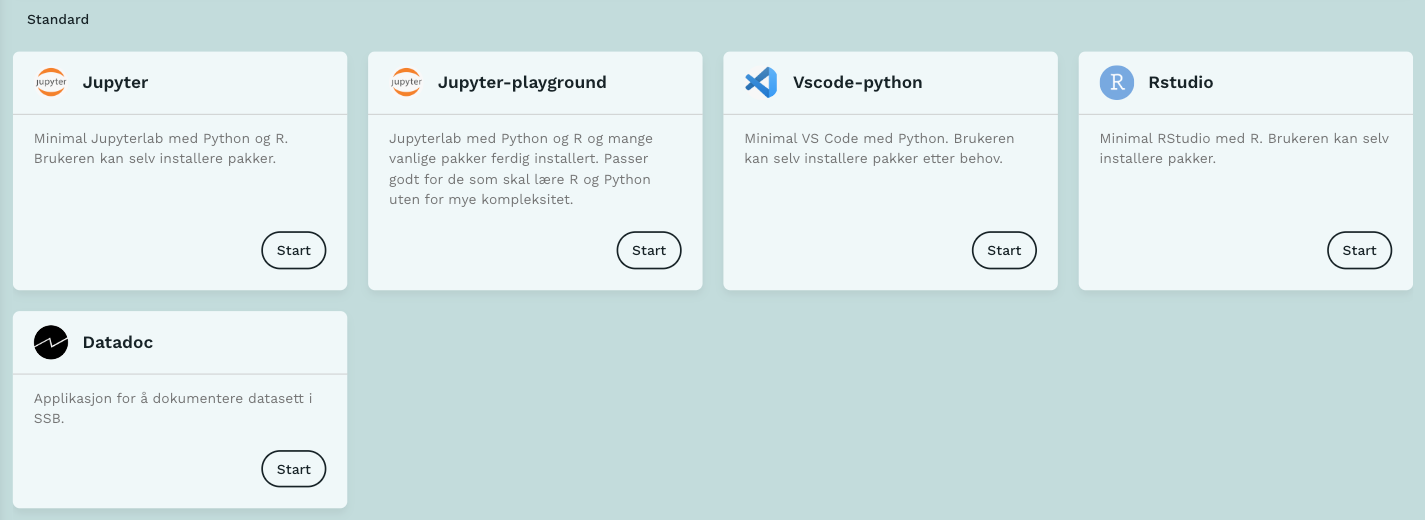 Standard
jupyter
Jupyter
Minimal Jupyterlab med Python og R.
Brukeren kan selv installere pakker.
Start
jupyter
Jupyter-playground
Jupyterlab med Python og R og mange
vanlige pakker ferdig installert. Passer
godt for de som skal lære R og Python
uten for mye kompleksitet.
Start
Vscode-python
Minimal VS Code med Python. Brukeren
kan selv installere pakker etter behov.
Start
R
Rstudio
Minimal RStudio med R. Brukeren kan selv
installere pakker.
Start
Datadoc
Applikasjon for å dokumentere datasett i
SSB.
Start